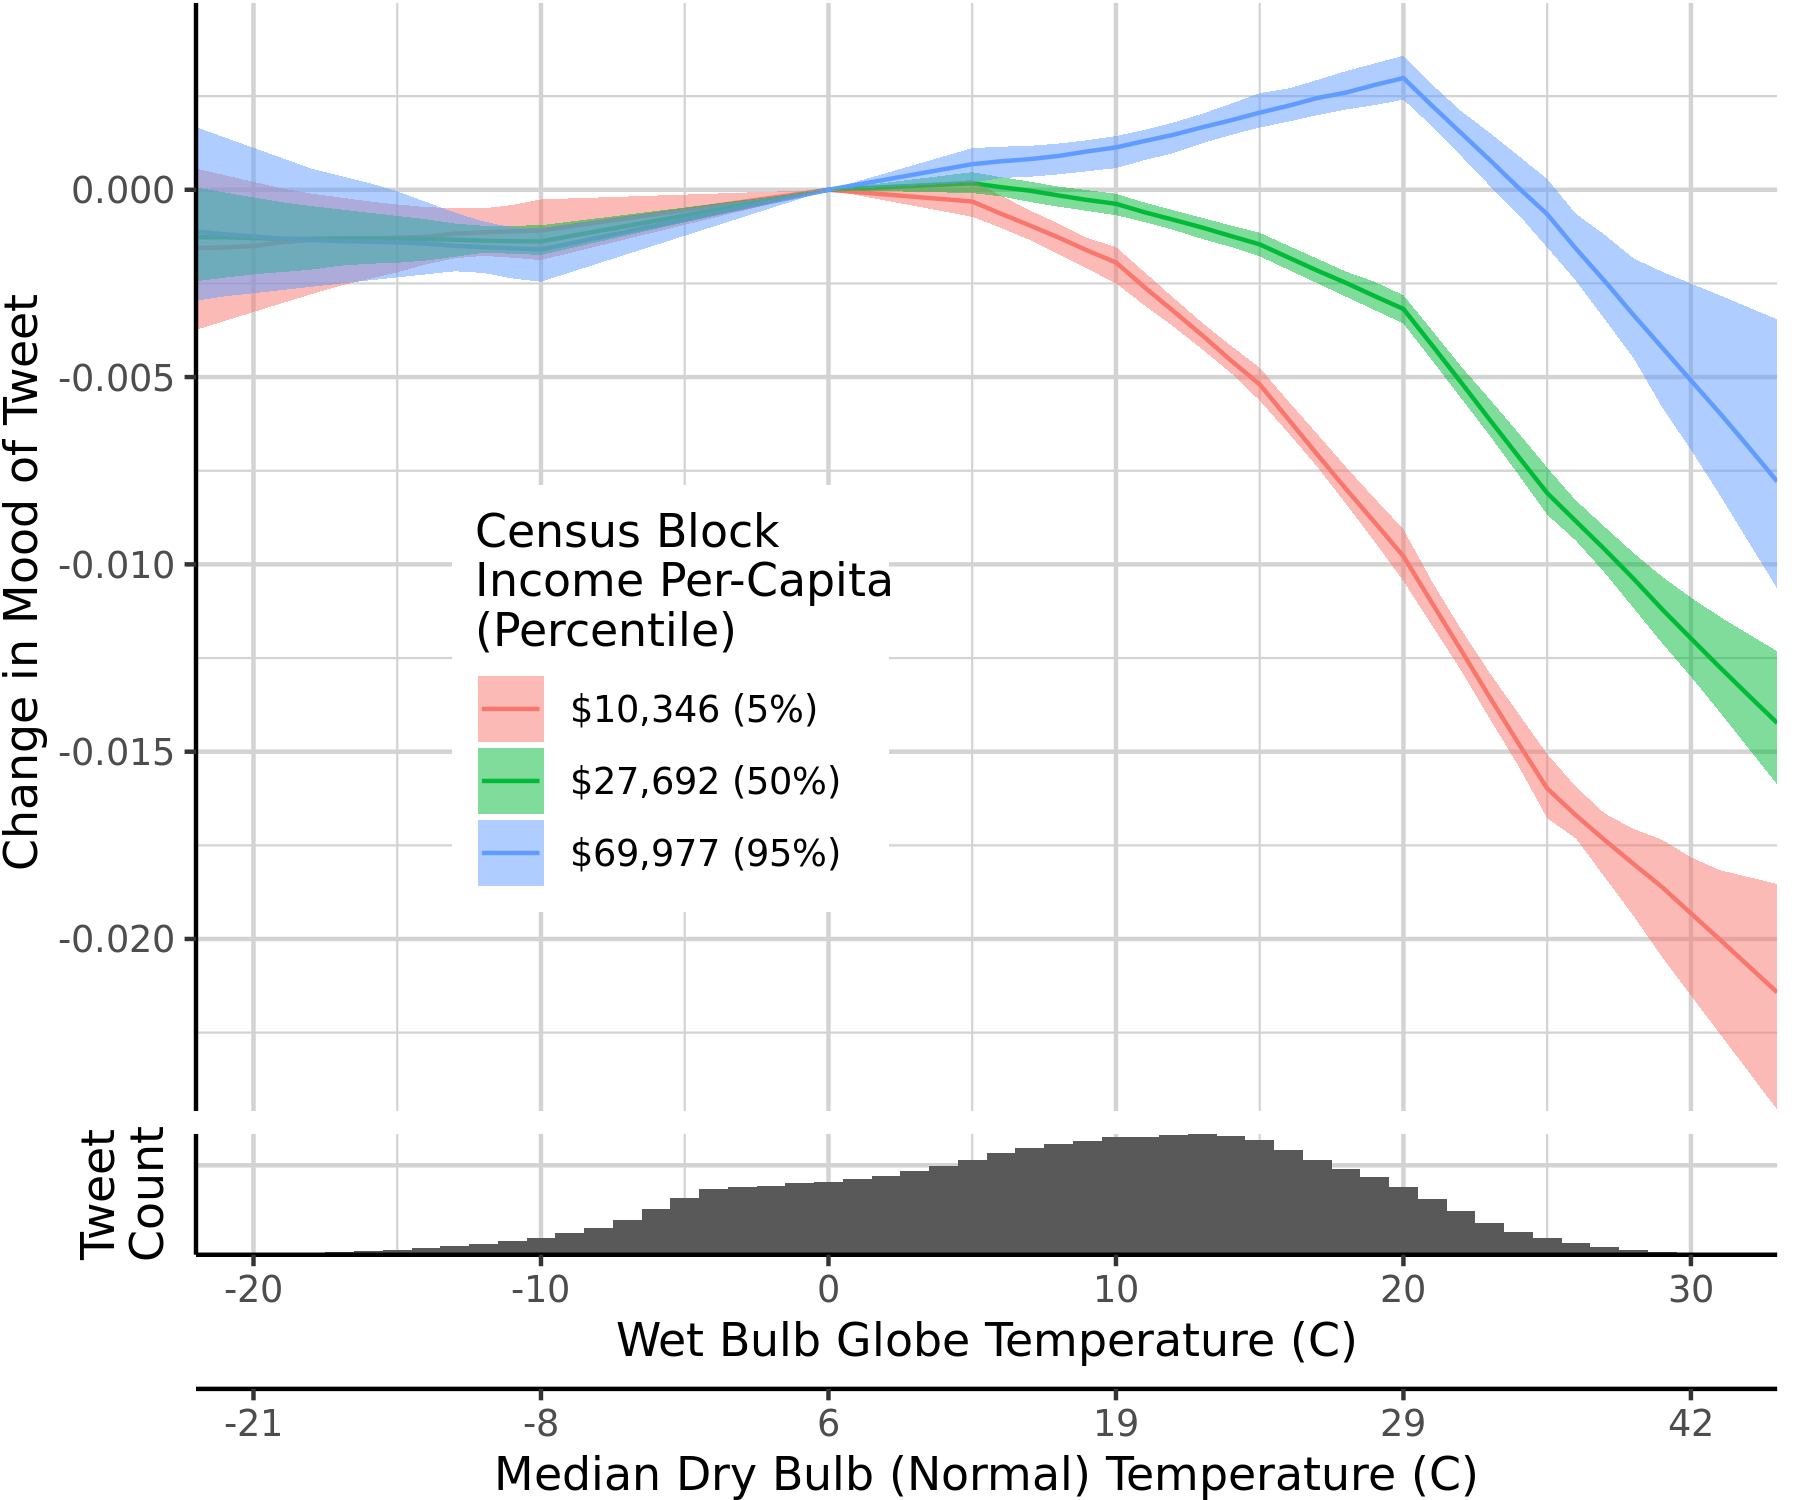 Change in Mood of Tweet
0.000
-0.005
-0.010
-0.015
-0.020
Census Block
Income Per-Capita
(Percentile)
$10,346 (5%)
$27,692 (50%)
$69,977 (95%)
Tweet
Count
-20 -10 0 10 20 30
Wet Bulb Globe Temperature (C)
-21 -8 6 19 29 42
Median Dry Bulb (Normal) Temperature (C)